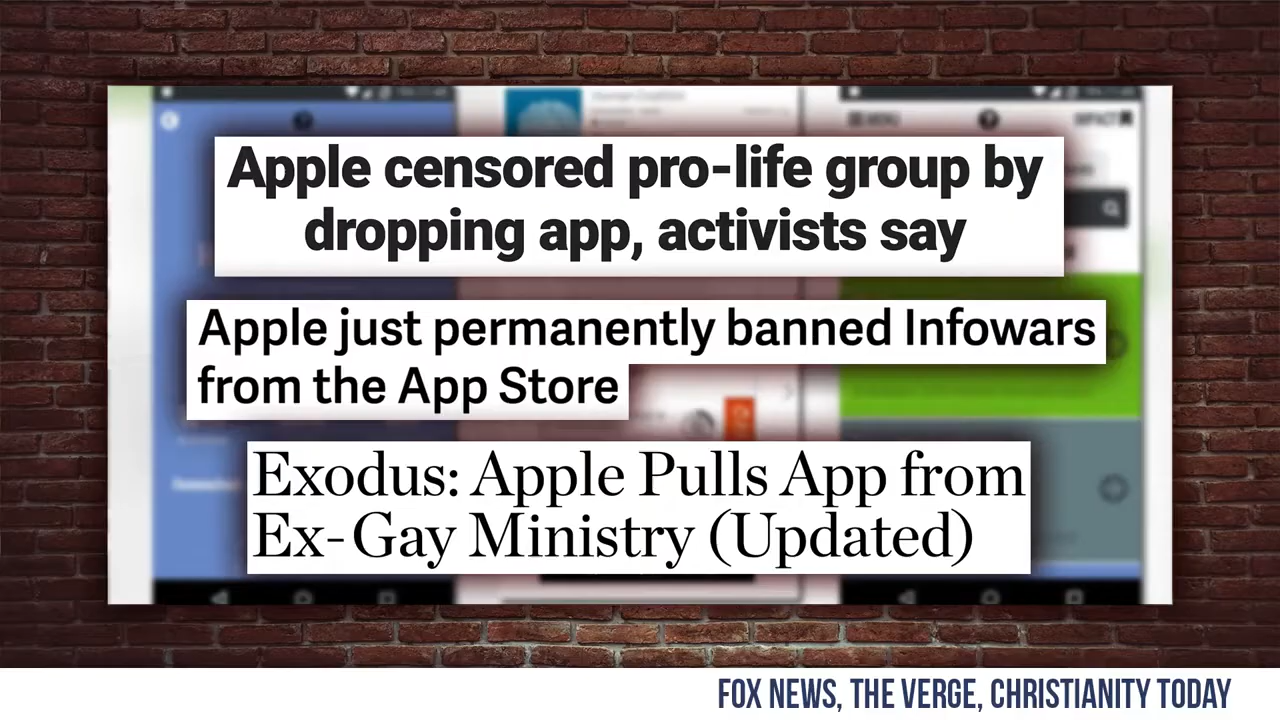 Apple censored pro-life group by
dropping app, activists say
Apple just permanently banned Infowars
from the App Store
Exodus: Apple Pulls App from
Ex-Gay Ministry (Updated)
FOX NEWS, THE VERGE, CHRISTIANITY TODAY